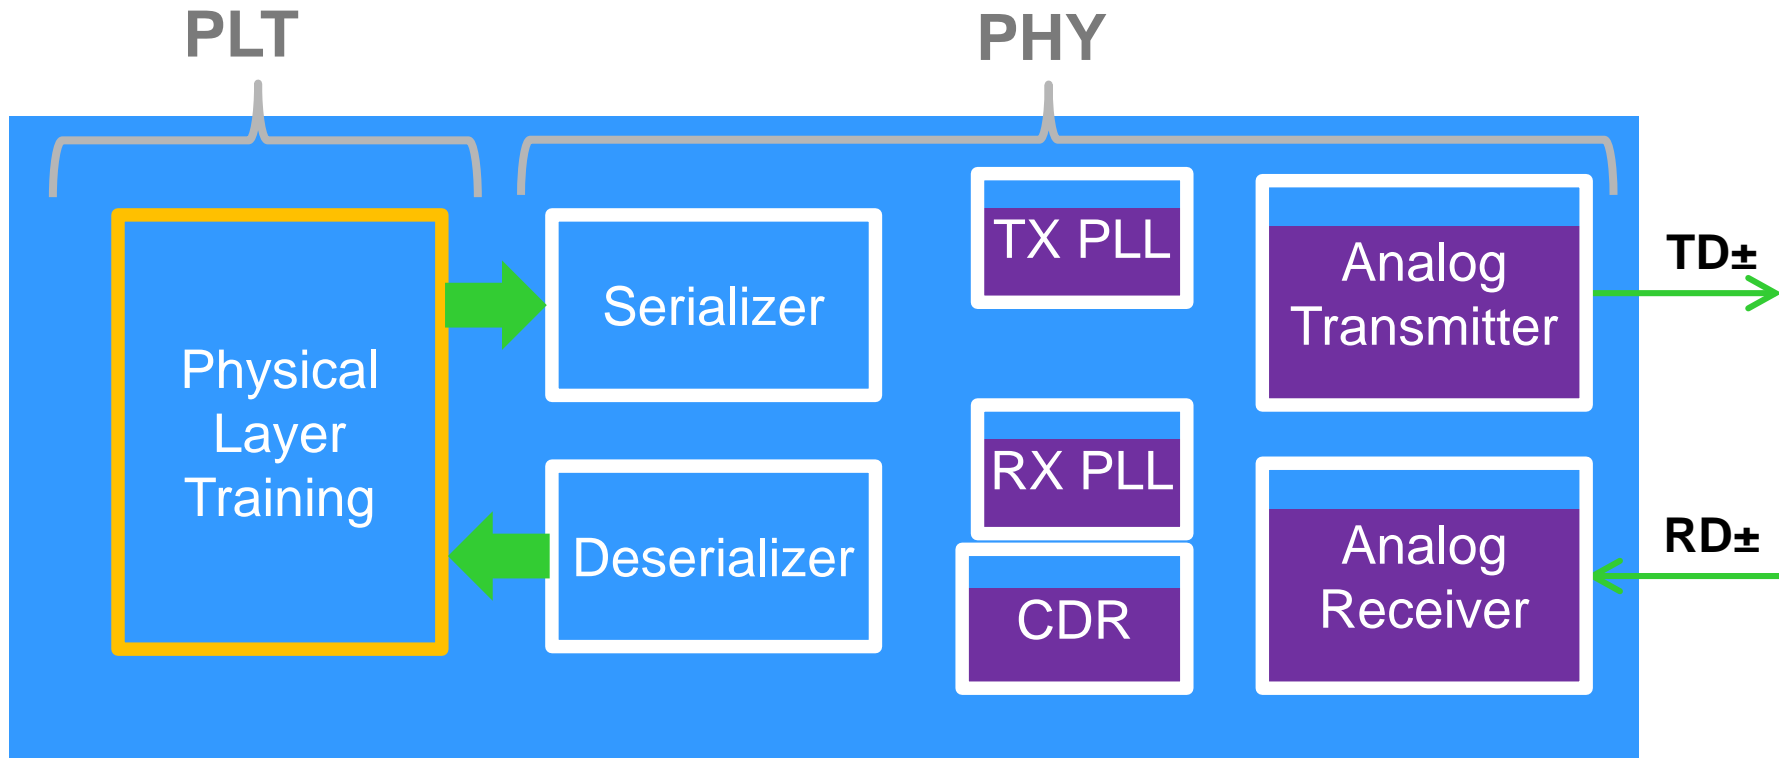 PLT
PHY
Physical
Layer
Training
Serializer
Deserializer
TX PLL
RX PLL
CDR
Analog
Transmitter
Analog
Receiver
TD±
RD±